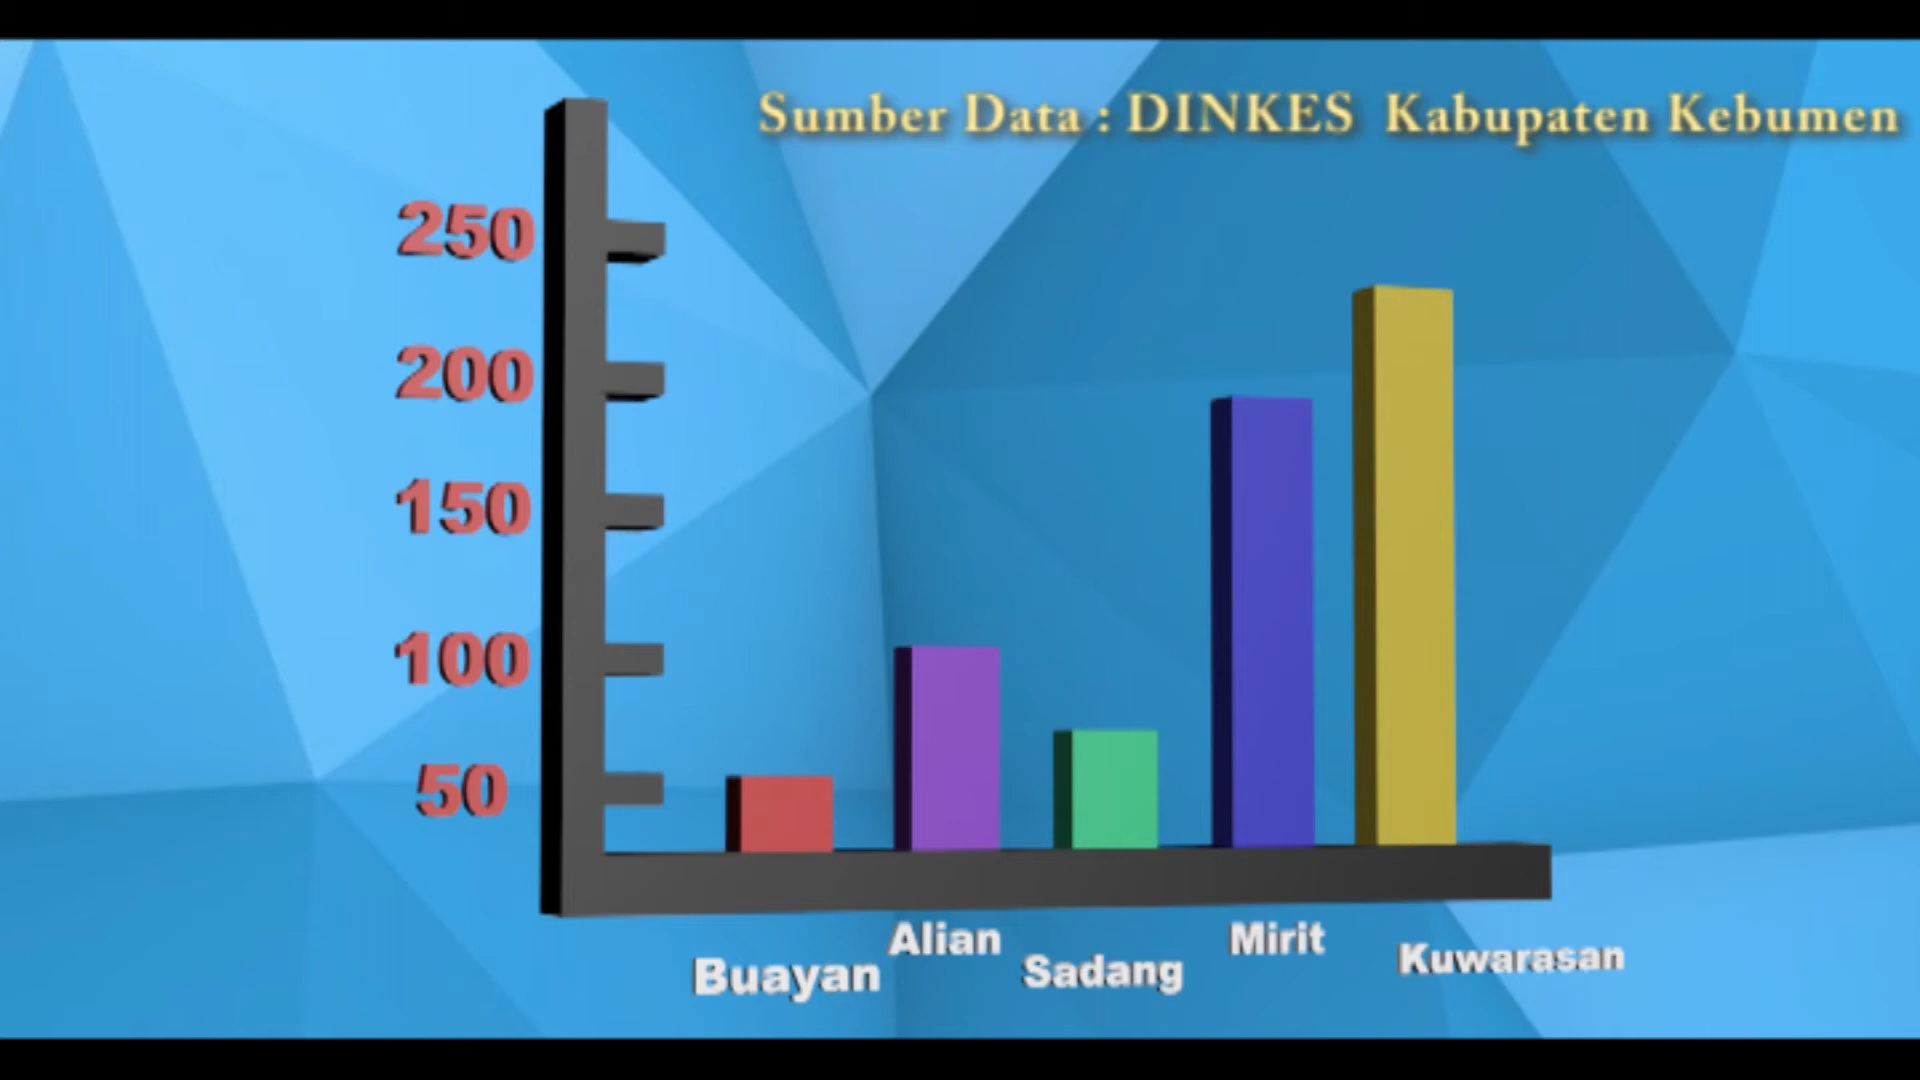 Sumber Data : DINKES Kabupaten Kebumen
250
200
150
100
50
Buayan
Alian
Sadang
Mirit
Kuwarasan